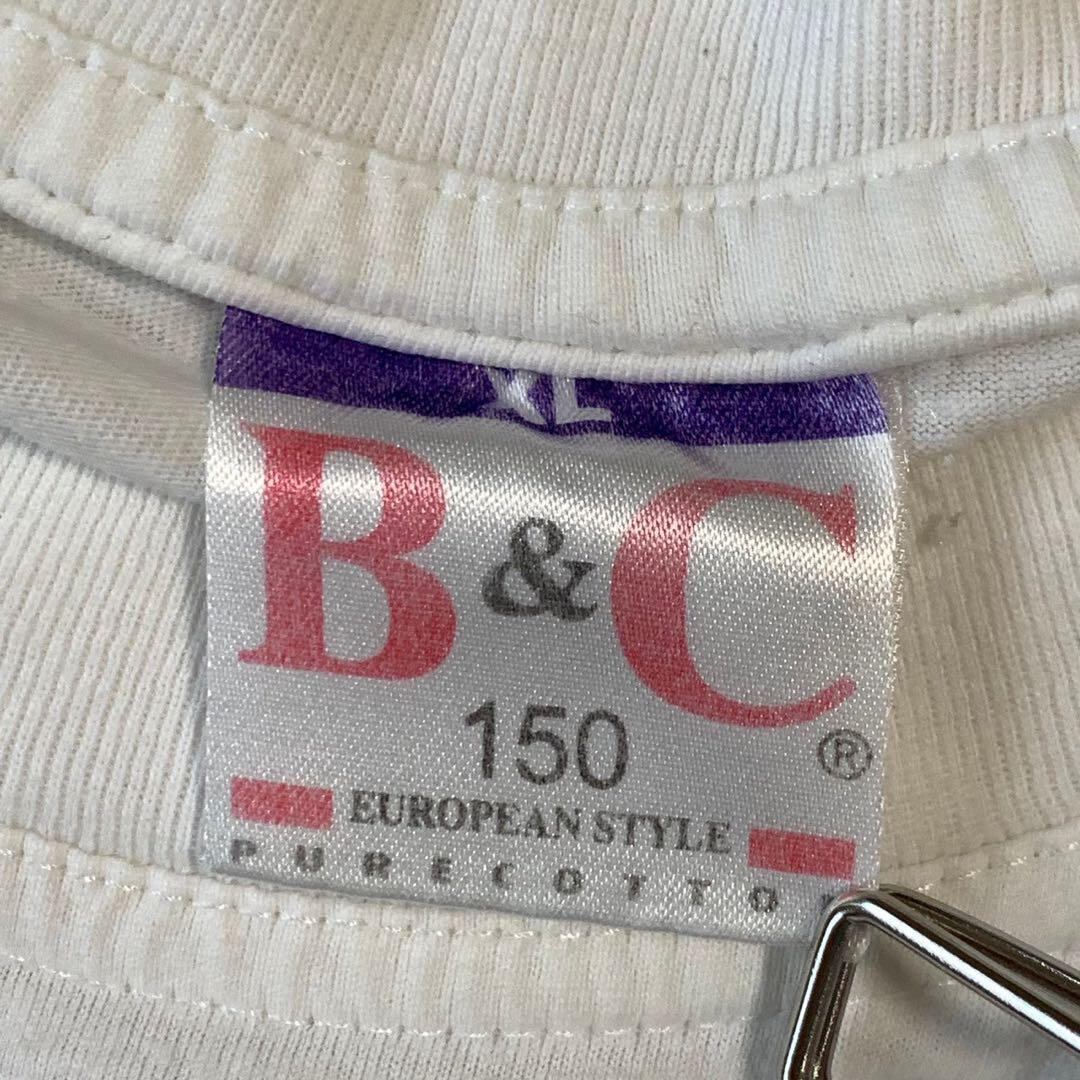 XL
B&C
150
®
EUROPEAN STYLE
PURECOTTO